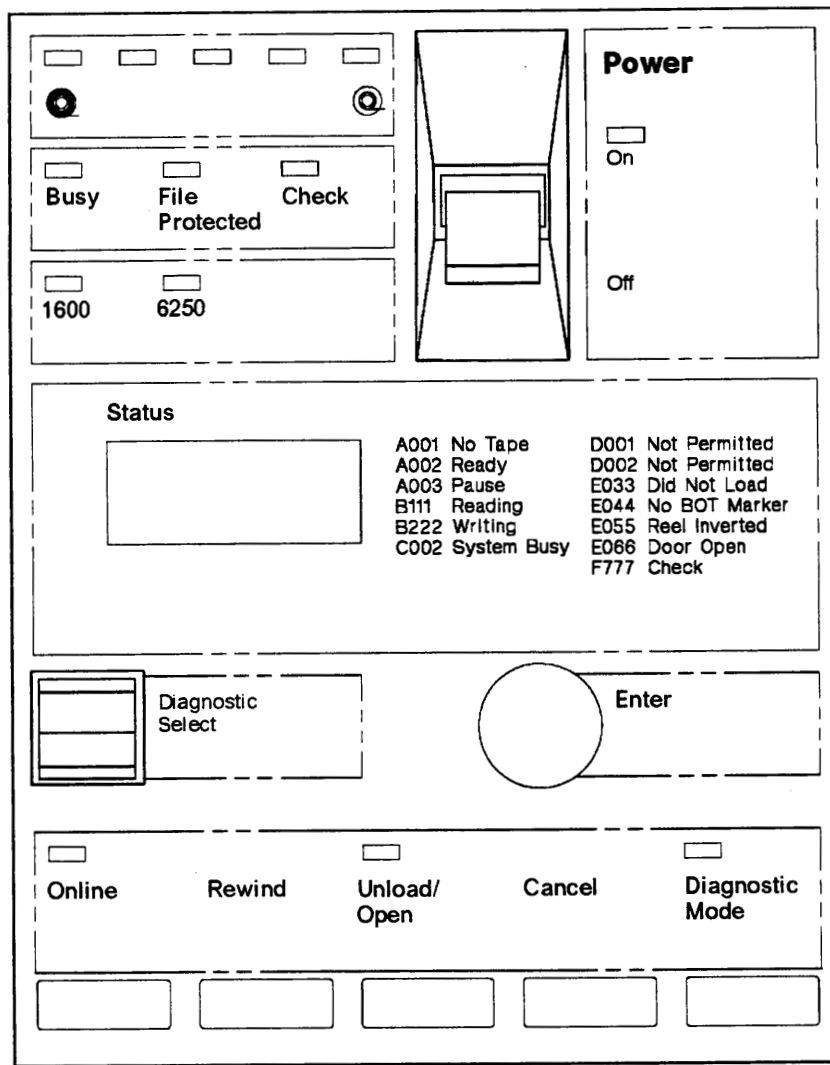 Power
On
Off
Busy
File
Protected
Check
1600
6250
Status
A001 No Tape
A002 Ready
A003 Pause
B111 Reading
B222 Writing
C002 System Busy
D001 Not Permitted
D002 Not Permitted
E033 Did Not Load
E044 No BOT Marker
E055 Reel Inverted
E066 Door Open
F777 Check
Diagnostic
Select
Enter
Online
Rewind
Unload/
Open
Cancel
Diagnostic
Mode